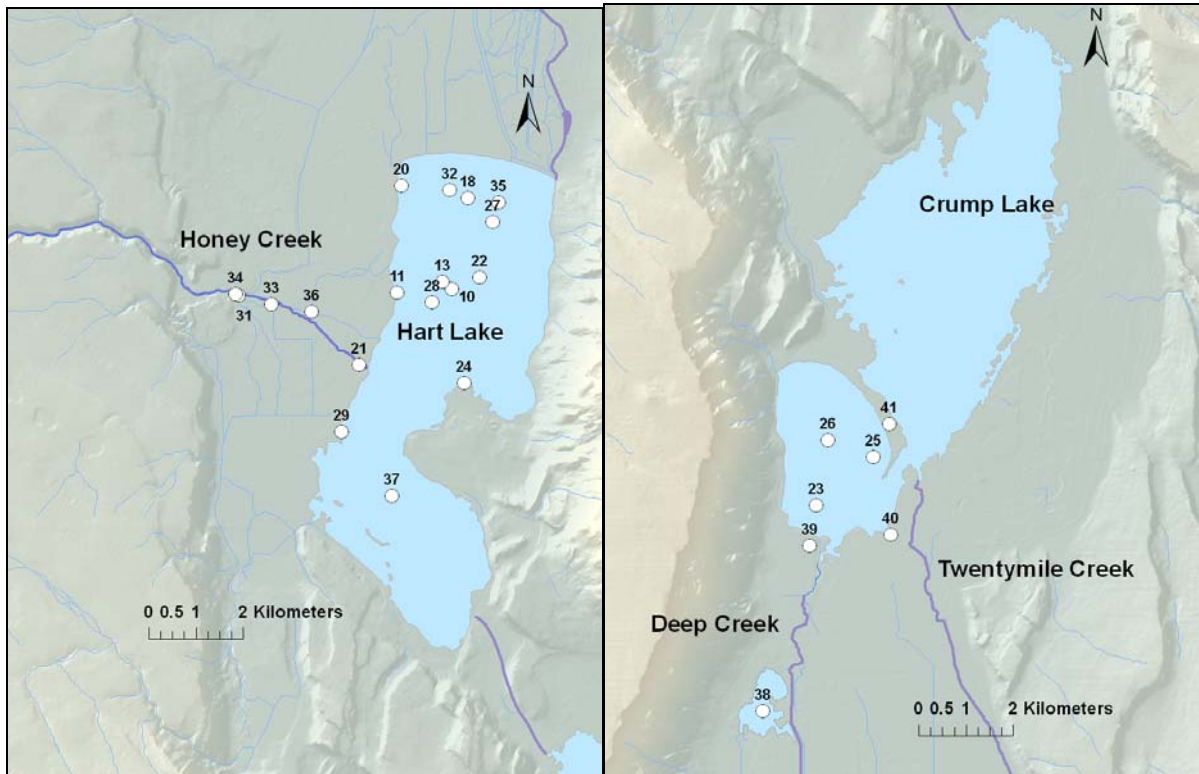 N
20
32
18
35
27
Honey Creek
34
31
33
36
11
13
22
28
10
Hart Lake
21
24
29
37
0 0.5 1 2 Kilometers
N
Crump Lake
41
26
25
23
39
40
Twentymile Creek
Deep Creek
38
0 0.5 1 2 Kilometers